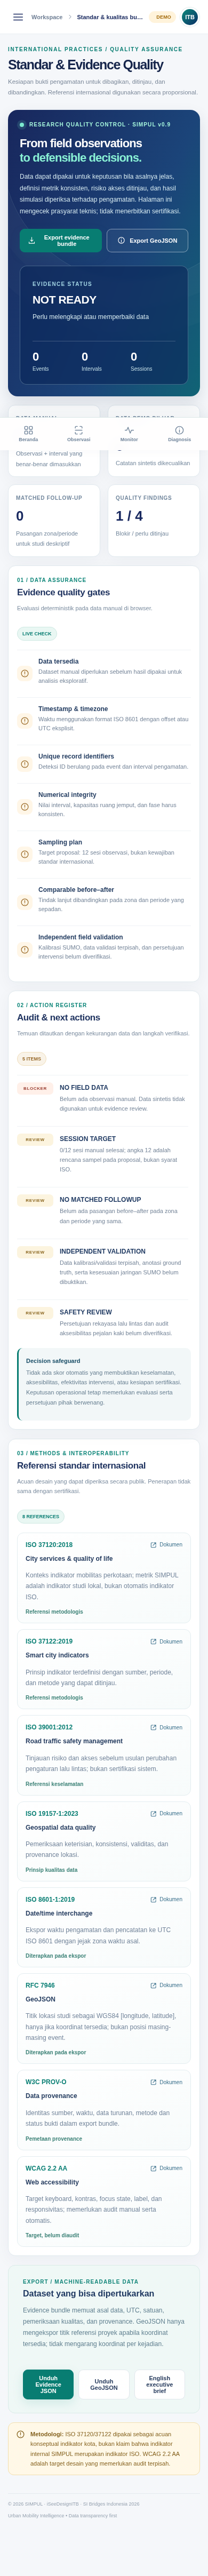 Workspace > Standar & kualitas bu... DEMO ITB
INTERNATIONAL PRACTICES / QUALITY ASSURANCE
Standar & Evidence Quality
Kesiapan bukti pengamatan untuk dibagikan, ditinjau, dan
dibandingkan. Referensi internasional digunakan secara proporsional.
RESEARCH QUALITY CONTROL · SIMPUL v0.9
From field observations
to defensible decisions.
Data dapat dipakai untuk keputusan bila asalnya jelas,
definisi metrik konsisten, risiko akses ditinjau, dan hasil
simulasi diperiksa terhadap pengamatan. Halaman ini
mengecek prasyarat teknis; tidak menerbitkan sertifikasi.
Export evidence
bundle
Export GeoJSON
EVIDENCE STATUS
NOT READY
Perlu melengkapi atau memperbaiki data
0 0 0
Events Intervals Sessions
Beranda Observasi Monitor Diagnosis
Observasi + interval yang
benar-benar dimasukkan
Catatan sintetis dikecualikan
MATCHED FOLLOW-UP
0
Pasangan zona/periode
untuk studi deskriptif
QUALITY FINDINGS
1 / 4
Blokir / perlu ditinjau
01 / DATA ASSURANCE
Evidence quality gates
Evaluasi deterministik pada data manual di browser.
LIVE CHECK
Data tersedia
Dataset manual diperlukan sebelum hasil dipakai untuk
analisis eksploratif.
Timestamp & timezone
Waktu menggunakan format ISO 8601 dengan offset atau
UTC eksplisit.
Unique record identifiers
Deteksi ID berulang pada event dan interval pengamatan.
Numerical integrity
Nilai interval, kapasitas ruang jemput, dan fase harus
konsisten.
Sampling plan
Target proposal: 12 sesi observasi, bukan kewajiban
standar internasional.
Comparable before–after
Tindak lanjut dibandingkan pada zona dan periode yang
sepadan.
Independent field validation
Kalibrasi SUMO, data validasi terpisah, dan persetujuan
intervensi belum diverifikasi.
02 / ACTION REGISTER
Audit & next actions
Temuan ditautkan dengan kekurangan data dan langkah verifikasi.
5 ITEMS
BLOCKER
NO FIELD DATA
Belum ada observasi manual. Data sintetis tidak
digunakan untuk evidence review.
REVIEW
SESSION TARGET
0/12 sesi manual selesai; angka 12 adalah
rencana sampel pada proposal, bukan syarat
ISO.
REVIEW
NO MATCHED FOLLOWUP
Belum ada pasangan before–after pada zona
dan periode yang sama.
REVIEW
INDEPENDENT VALIDATION
Data kalibrasi/validasi terpisah, anotasi ground
truth, serta kesesuaian jaringan SUMO belum
dibuktikan.
REVIEW
SAFETY REVIEW
Persetujuan rekayasa lalu lintas dan audit
aksesibilitas pejalan kaki belum diverifikasi.
Decision safeguard
Tidak ada skor otomatis yang membuktikan keselamatan,
aksesibilitas, efektivitas intervensi, atau kesiapan sertifikasi.
Keputusan operasional tetap memerlukan evaluasi serta
persetujuan pihak berwenang.
03 / METHODS & INTEROPERABILITY
Referensi standar internasional
Acuan desain yang dapat diperiksa secara publik. Penerapan tidak
sama dengan sertifikasi.
8 REFERENCES
ISO 37120:2018 Dokumen
City services & quality of life
Konteks indikator mobilitas perkotaan; metrik SIMPUL
adalah indikator studi lokal, bukan otomatis indikator
ISO.
Referensi metodologis
ISO 37122:2019 Dokumen
Smart city indicators
Prinsip indikator terdefinisi dengan sumber, periode,
dan metode yang dapat ditinjau.
Referensi metodologis
ISO 39001:2012 Dokumen
Road traffic safety management
Tinjauan risiko dan akses sebelum usulan perubahan
pengaturan lalu lintas; bukan sertifikasi sistem.
Referensi keselamatan
ISO 19157-1:2023 Dokumen
Geospatial data quality
Pemeriksaan keterian, konsistensi, validitas, dan
provenance lokasi.
Prinsip kualitas data
ISO 8601-1:2019 Dokumen
Date/time interchange
Ekspor waktu pengamatan dan pencatatan ke UTC
ISO 8601 dengan jejak zona waktu asal.
Diterapkan pada ekspor
RFC 7946 Dokumen
GeoJSON
Titik lokasi studi sebagai WGS84 [longitude, latitude],
hanya jika koordinat tersedia; bukan posisi masing-
masing event.
Diterapkan pada ekspor
W3C PROV-O Dokumen
Data provenance
Identitas sumber, waktu, data turunan, metode dan
status bukti dalam export bundle.
Pemetaan provenance
WCAG 2.2 AA Dokumen
Web accessibility
Target keyboard, kontras, focus state, label, dan
responsivitas; memerlukan audit manual serta
otomatis.
Target, belum diaudit
EXPORT / MACHINE-READABLE DATA
Dataset yang bisa dipertukarkan
Evidence bundle memuat asal data, UTC, satuan,
pemeriksaan kualitas, dan provenance. GeoJSON hanya
mengekspor titik referensi proyek apabila koordinat
tersedia; tidak mengarang koordinat per kejadian.
Unduh
Evidence
JSON
Unduh
GeoJSON
English
executive
brief
Metodologi: ISO 37120/37122 dipakai sebagai acuan
konseptual indikator kota, bukan klaim bahwa indikator
internal SIMPUL merupakan indikator ISO. WCAG 2.2 AA
adalah target desain yang memerlukan audit terpisah.
Urban Mobility Intelligence • Data transparency first